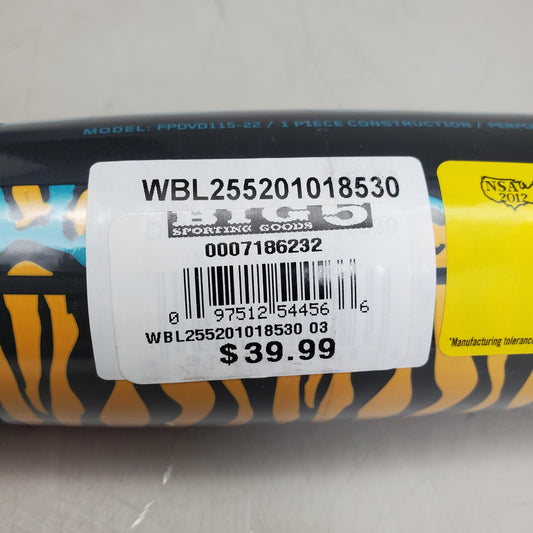 MODEL: FPDVD115-22 / 1 PIECE CONSTRUCTION / PERFO
WBL255201018530
BIG 5
SPORTING GOODS
0007186232
0 97512 54456 6
WBL255201018530 03
$39.99
NSA
2012
*Manufacturing toleranc